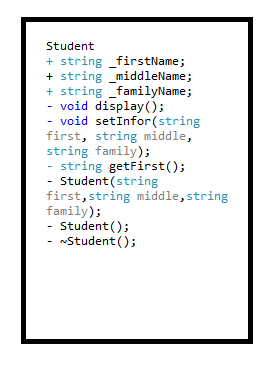 Student
+ string _firstName;
+ string _middleName;
+ string _familyName;
- void display();
- void setInfor(string
first, string middle,
string family);
- string getFirst();
- Student(string
first,string middle,string
family);
- Student();
- ~Student();